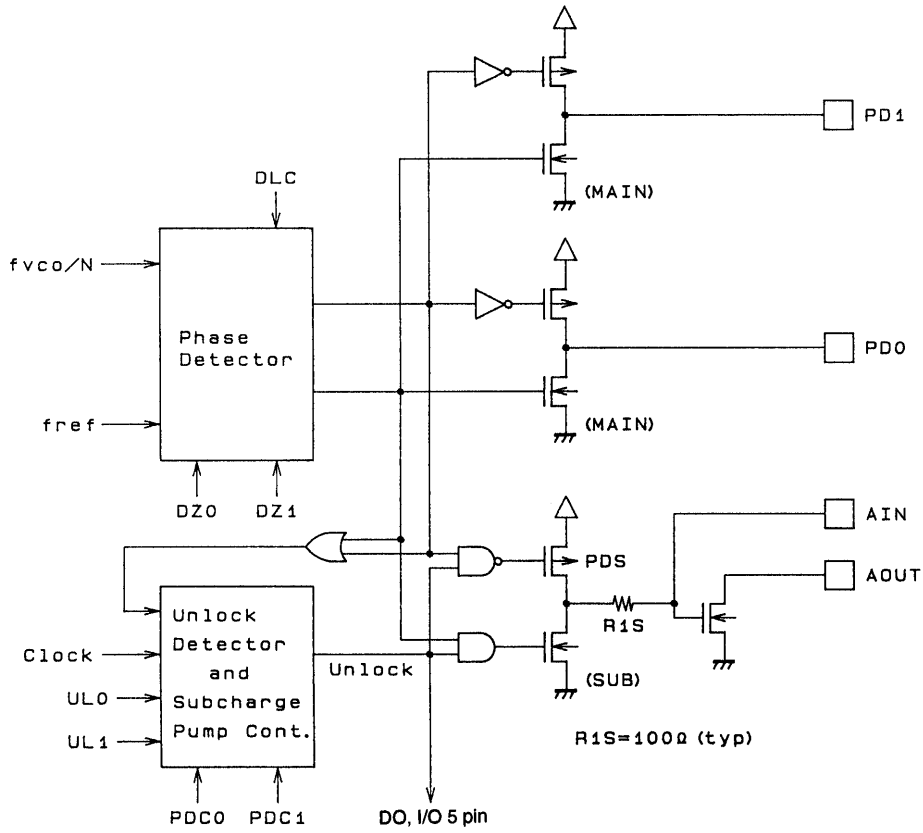 PD1
(MAIN)
DLC
fvco/N
Phase
Detector
PD0
fref
(MAIN)
DZ0
DZ1
AIN
PDS
AOUT
R1S
Unlock
Detector
and
Subcharge
Pump Cont.
Clock
Unlock
UL0
(SUB)
UL1
R1S=100Ω (typ)
PDC0
PDC1
DO, I/O 5 pin